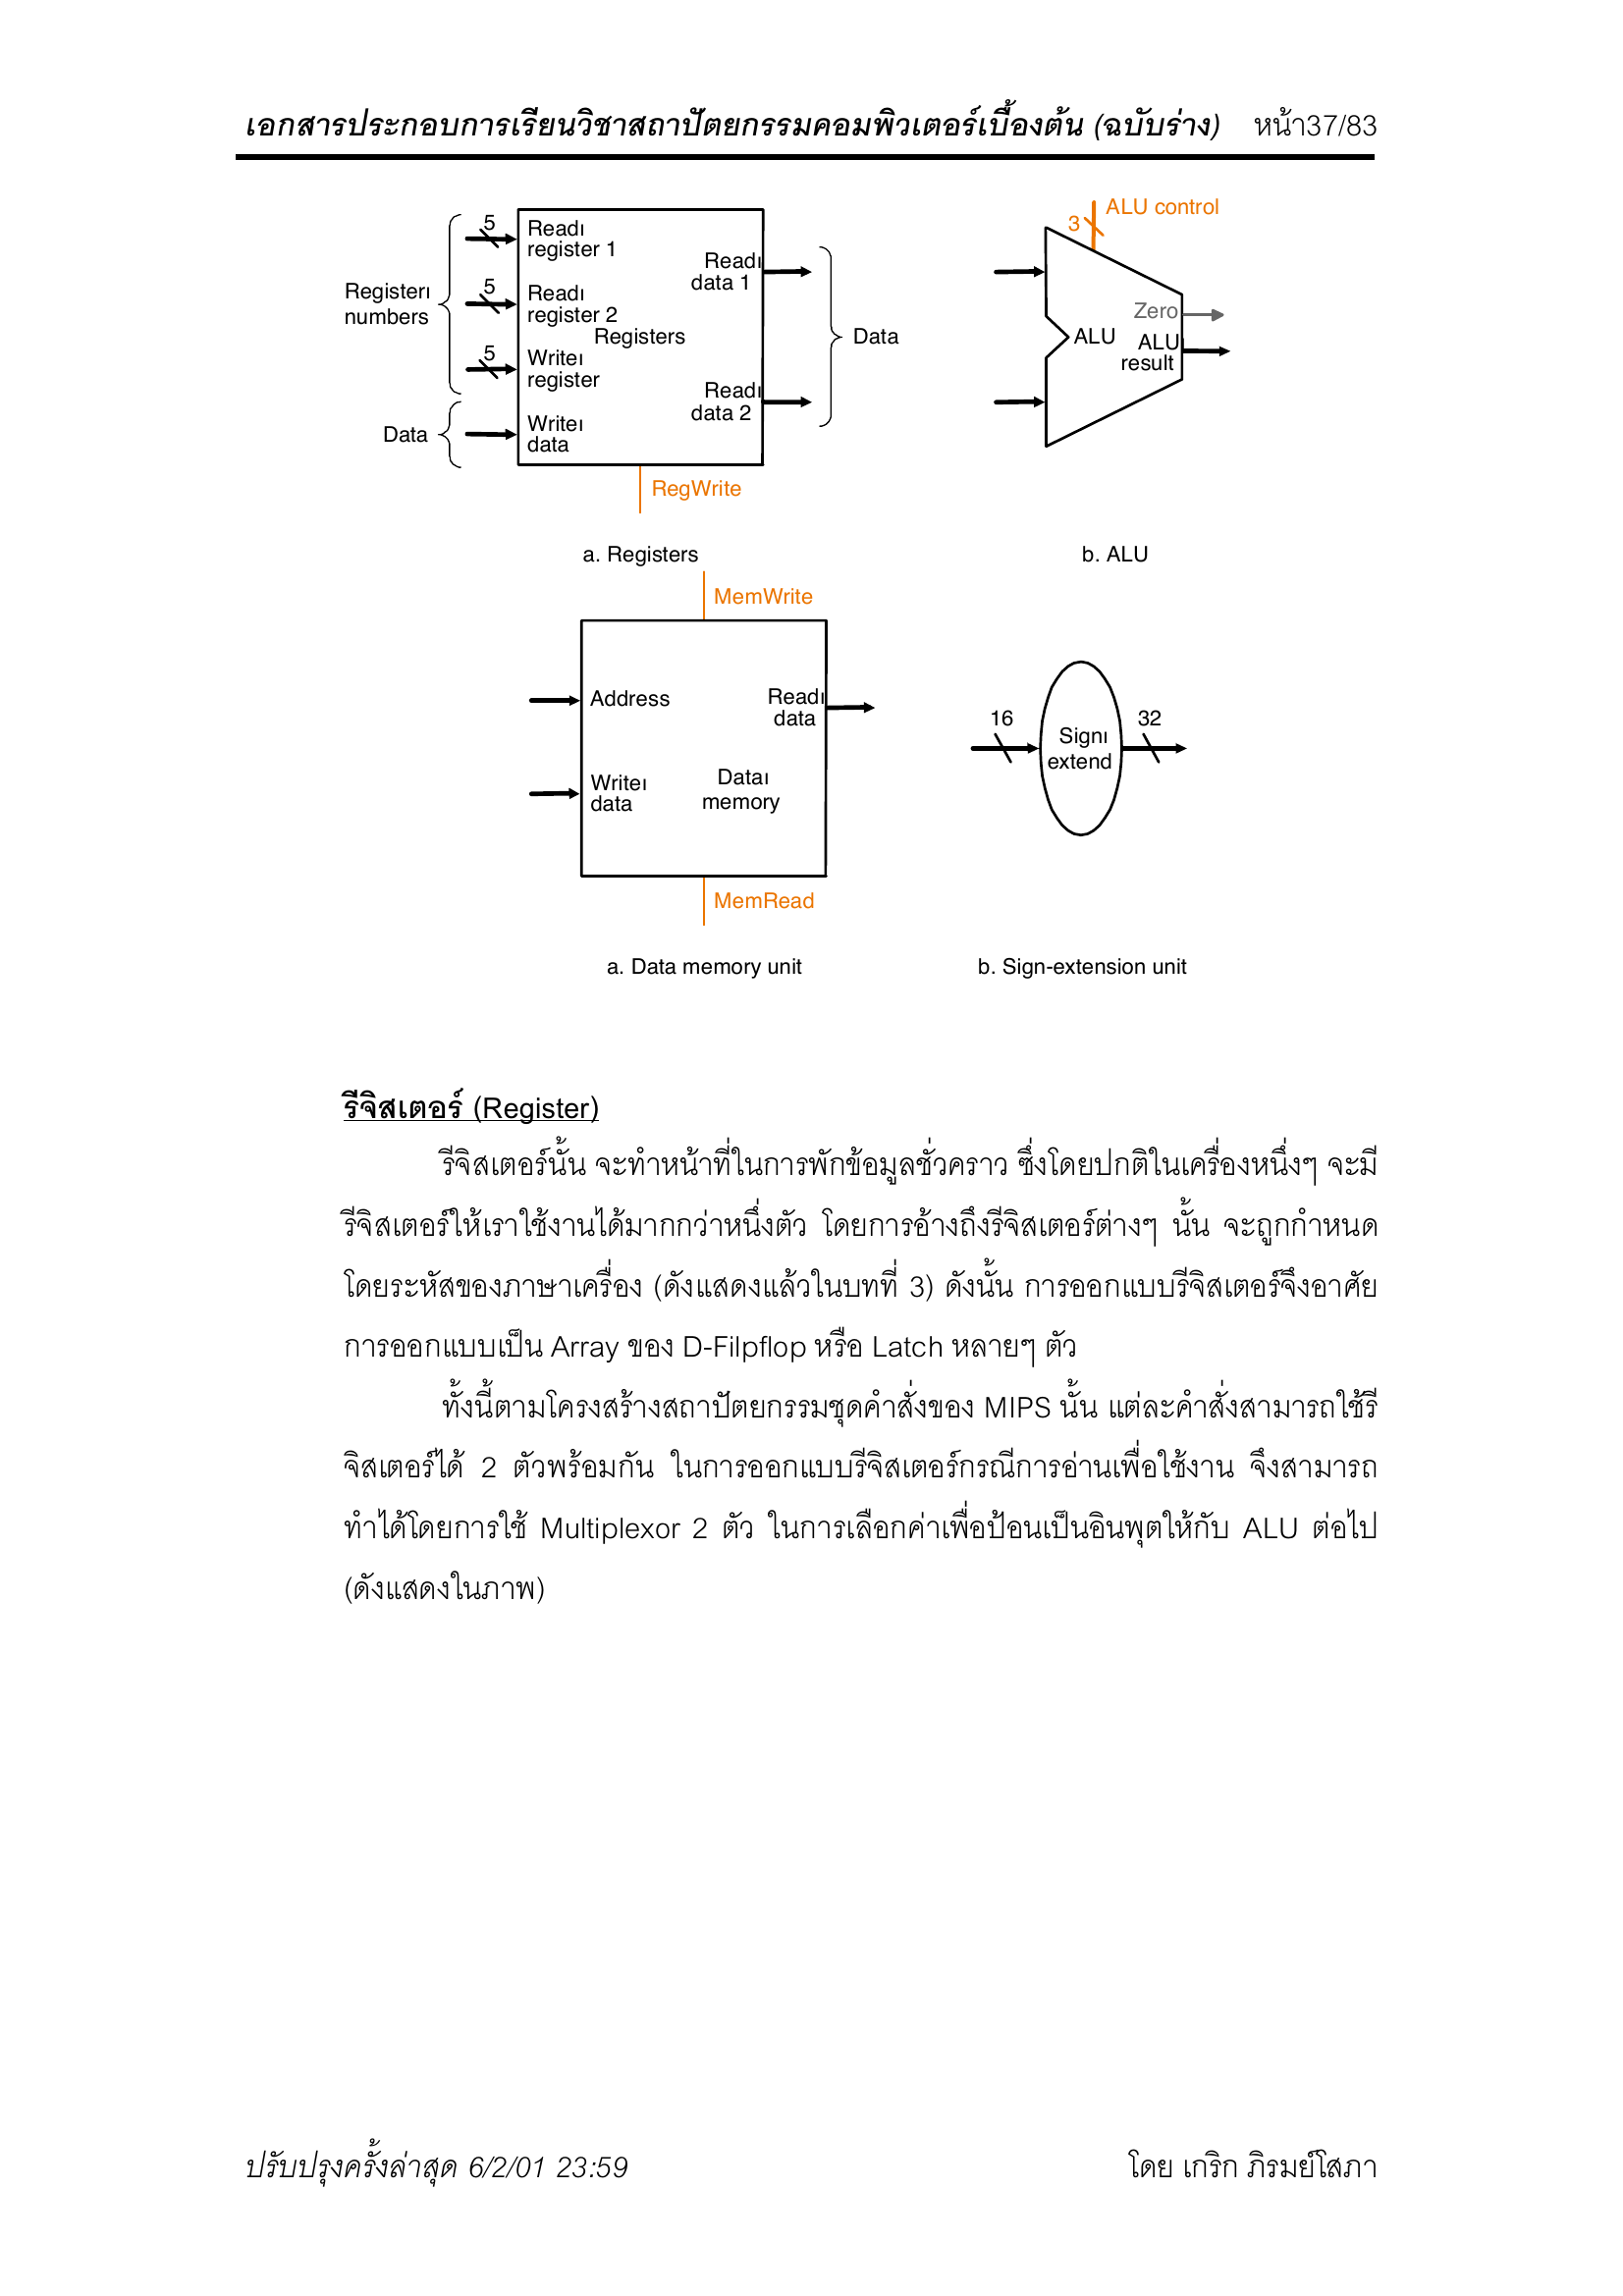 เอกสารประกอบการเรียนวิชาสถาปัตยกรรมคอมพิวเตอร์เบื้องต้น (ฉบับร่าง) หน้า37/83
Register numbers
Data
5
5
5
Read register 1
Read register 2
Write register
Write data
Registers
Read data 1
Read data 2
Data
RegWrite
ALU control
3
Zero
ALU
ALU result
a. Registers
b. ALU
MemWrite
Address
Write data
Read data
Data memory
MemRead
16
Sign extend
32
a. Data memory unit
b. Sign-extension unit
รีจิสเตอร์ (Register)
รีจิสเตอร์นั้น จะทำหน้าที่ในการพักข้อมูลชั่วคราว ซึ่งโดยปกติในเครื่องหนึ่งๆ จะมี
รีจิสเตอร์ให้เราใช้งานได้มากกว่าหนึ่งตัว โดยการอ้างถึงรีจิสเตอร์ต่างๆ นั้น จะถูกกำหนด
โดยระหัสของภาษาเครื่อง (ดังแสดงแล้วในบทที่ 3) ดังนั้น การออกแบบรีจิสเตอร์จึงอาศัย
การออกแบบเป็น Array ของ D-Filpflop หรือ Latch หลายๆ ตัว
ทั้งนี้ตามโครงสร้างสถาปัตยกรรมชุดคำสั่งของ MIPS นั้น แต่ละคำสั่งสามารถใช้รี
จิสเตอร์ได้ 2 ตัวพร้อมกัน ในการออกแบบรีจิสเตอร์กรณีการอ่านเพื่อใช้งาน จึงสามารถ
ทำได้โดยการใช้ Multiplexor 2 ตัว ในการเลือกค่าเพื่อป้อนเป็นอินพุตให้กับ ALU ต่อไป
(ดังแสดงในภาพ)
ปรับปรุงครั้งล่าสุด 6/2/01 23:59
โดย เกริก ภิรมย์โสภา